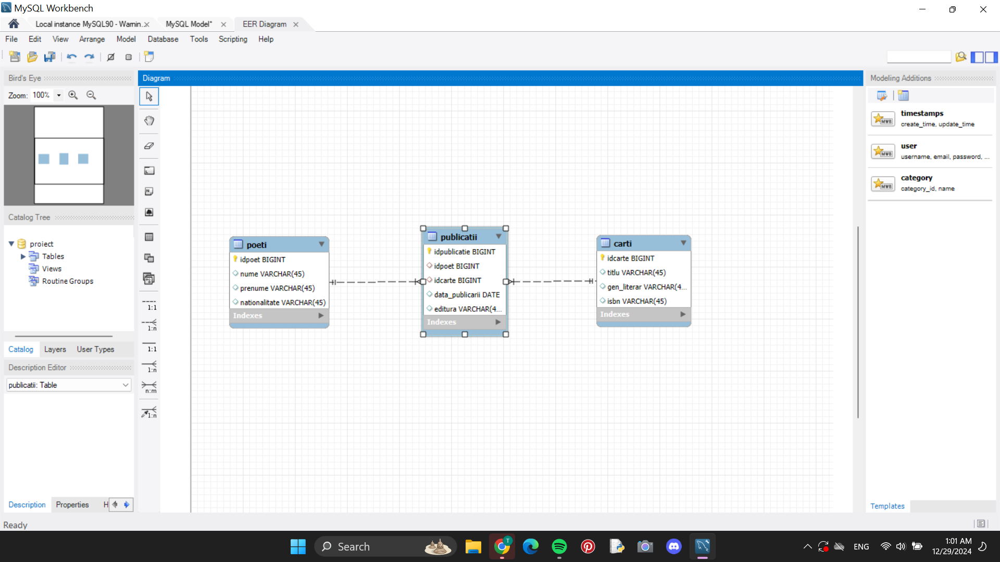 MySQL Workbench
Local instance MySQL90 - Warnin...
MySQL Model*
EER Diagram
File Edit View Arrange Model Database Tools Scripting Help
Bird's Eye
Zoom: 100%
Catalog Tree
proiect
Tables
Views
Routine Groups
Catalog Layers User Types
Description Editor
publicatii: Table
Description Properties H
Ready
Diagram
1:1
1:n
1:1
1:n
n:m
1:n
poeti
idpoet BIGINT
nume VARCHAR(45)
prenume VARCHAR(45)
nationalitate VARCHAR(45)
Indexes
publicatii
idpublicatie BIGINT
idpoet BIGINT
idcarte BIGINT
data_publicarii DATE
editura VARCHAR(4...
Indexes
carti
idcarte BIGINT
titlu VARCHAR(45)
gen_literar VARCHAR(4...
isbn VARCHAR(45)
Indexes
Modeling Additions
MWB
timestamps
create_time, update_time
MWB
user
username, email, password, ...
MWB
category
category_id, name
Templates
Search
T
ENG
1:01 AM
12/29/2024